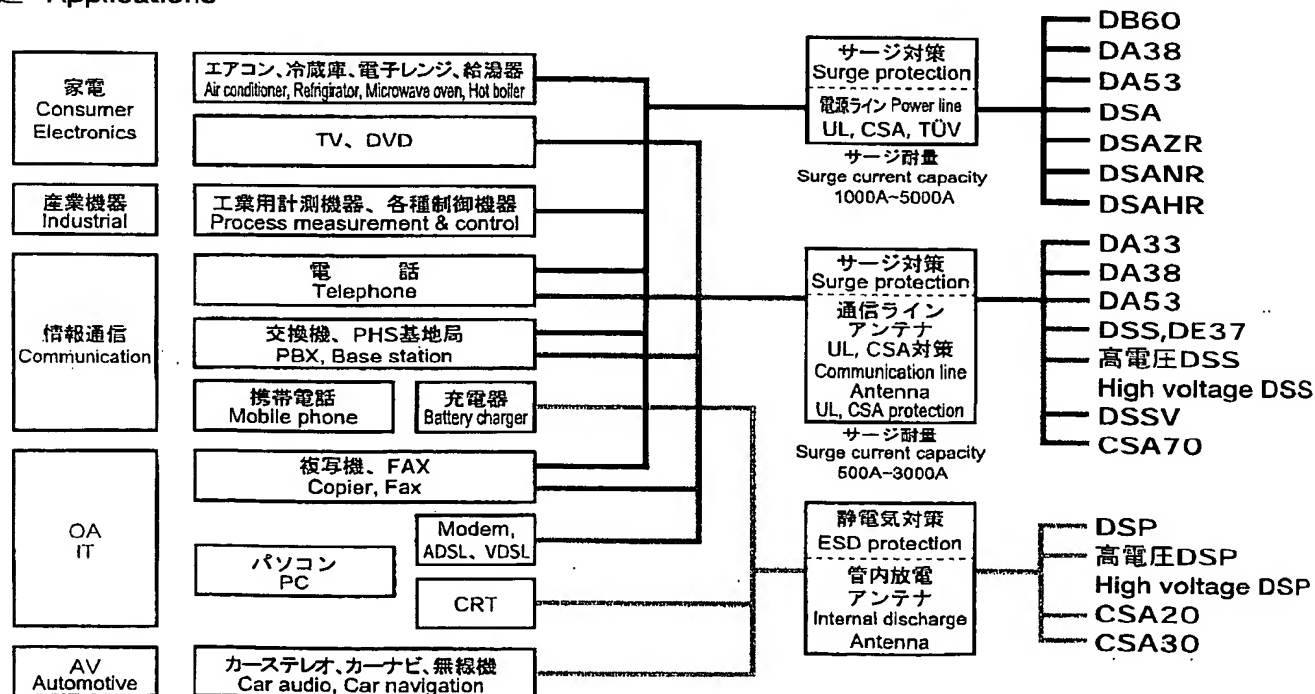 Applications
家電
Consumer
Electronics
エアコン、冷蔵庫、電子レンジ、給湯器
Air conditioner, Refrigirator, Microwave oven, Hot boiler
TV、DVD
産業機器
Industrial
工業用計測機器、各種制御機器
Process measurement & control
情報通信
Communication
電 話
Telephone
交換機、PHS基地局
PBX, Base station
携帯電話
Mobile phone
充電器
Battery charger
OA
IT
複写機、FAX
Copier, Fax
Modem,
ADSL、VDSL
パソコン
PC
CRT
AV
Automotive
カーステレオ、カーナビ、無線機
Car audio, Car navigation
サージ対策
Surge protection
電源ライン Power line
UL, CSA, TÜV
サージ耐量
Surge current capacity
1000A~5000A
サージ対策
Surge protection
通信ライン
アンテナ
UL, CSA対策
Communication line
Antenna
UL, CSA protection
サージ耐量
Surge current capacity
500A~3000A
静電気対策
ESD protection
管内放電
アンテナ
Internal discharge
Antenna
DB60
DA38
DA53
DSA
DSAZR
DSANR
DSAHR
DA33
DA38
DA53
DSS,DE37
高電圧DSS
High voltage DSS
DSSV
CSA70
DSP
高電圧DSP
High voltage DSP
CSA20
CSA30